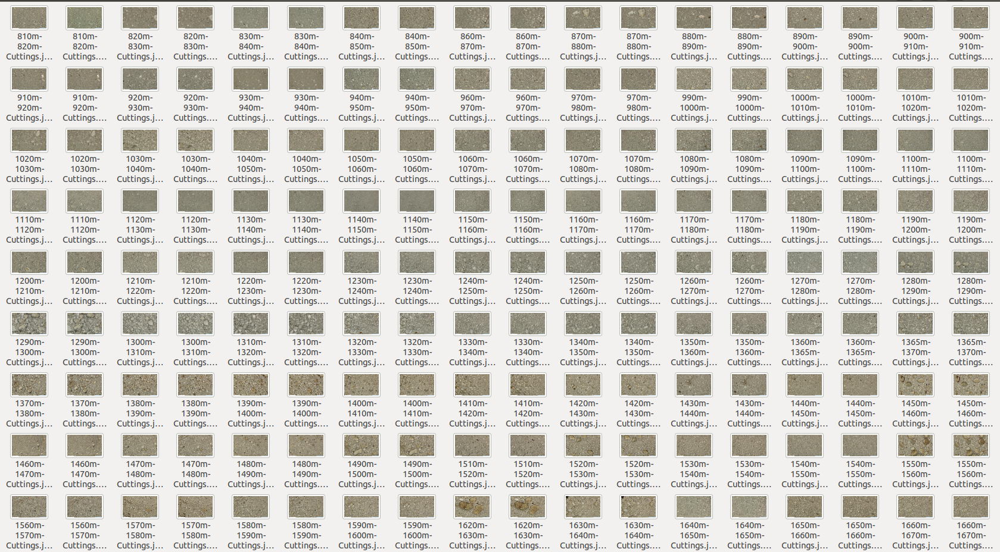 810m- 810m- 820m- 820m- 830m- 830m- 840m- 840m- 860m- 860m- 870m- 870m- 880m- 880m- 890m- 890m- 900m- 900m-
820m- 820m- 830m- 830m- 840m- 840m- 850m- 850m- 870m- 870m- 880m- 880m- 890m- 890m- 900m- 900m- 910m- 910m-
Cuttings.j… Cuttings.… Cuttings.j… Cuttings.… Cuttings.j… Cuttings.… Cuttings.j… Cuttings.… Cuttings.j… Cuttings.… Cuttings.j… Cuttings.… Cuttings.j… Cuttings.… Cuttings.j… Cuttings.… Cuttings.j… Cuttings.…
910m- 910m- 920m- 920m- 930m- 930m- 940m- 940m- 960m- 960m- 970m- 970m- 990m- 990m- 1000m- 1000m- 1010m- 1010m-
920m- 920m- 930m- 930m- 940m- 940m- 950m- 950m- 970m- 970m- 980m- 980m- 1000m- 1000m- 1010m- 1010m- 1020m- 1020m-
Cuttings.j… Cuttings.… Cuttings.j… Cuttings.… Cuttings.j… Cuttings.… Cuttings.j… Cuttings.… Cuttings.j… Cuttings.… Cuttings.j… Cuttings.… Cuttings.j… Cuttings.… Cuttings.j… Cuttings.… Cuttings.j… Cuttings.…
1020m- 1020m- 1030m- 1030m- 1040m- 1040m- 1050m- 1050m- 1060m- 1060m- 1070m- 1070m- 1080m- 1080m- 1090m- 1090m- 1100m- 1100m-
1030m- 1030m- 1040m- 1040m- 1050m- 1050m- 1060m- 1060m- 1070m- 1070m- 1080m- 1080m- 1090m- 1090m- 1100m- 1100m- 1110m- 1110m-
Cuttings.j… Cuttings.… Cuttings.j… Cuttings.… Cuttings.j… Cuttings.… Cuttings.j… Cuttings.… Cuttings.j… Cuttings.… Cuttings.j… Cuttings.… Cuttings.j… Cuttings.… Cuttings.j… Cuttings.… Cuttings.j… Cuttings.…
1110m- 1110m- 1120m- 1120m- 1130m- 1130m- 1140m- 1140m- 1150m- 1150m- 1160m- 1160m- 1170m- 1170m- 1180m- 1180m- 1190m- 1190m-
1120m- 1120m- 1130m- 1130m- 1140m- 1140m- 1150m- 1150m- 1160m- 1160m- 1170m- 1170m- 1180m- 1180m- 1190m- 1190m- 1200m- 1200m-
Cuttings.j… Cuttings.… Cuttings.j… Cuttings.… Cuttings.j… Cuttings.… Cuttings.j… Cuttings.… Cuttings.j… Cuttings.… Cuttings.j… Cuttings.… Cuttings.j… Cuttings.… Cuttings.j… Cuttings.… Cuttings.j… Cuttings.…
1200m- 1200m- 1210m- 1210m- 1220m- 1220m- 1230m- 1230m- 1240m- 1240m- 1250m- 1250m- 1260m- 1260m- 1270m- 1270m- 1280m- 1280m-
1210m- 1210m- 1220m- 1220m- 1230m- 1230m- 1240m- 1240m- 1250m- 1250m- 1260m- 1260m- 1270m- 1270m- 1280m- 1280m- 1290m- 1290m-
Cuttings.j… Cuttings.… Cuttings.j… Cuttings.… Cuttings.j… Cuttings.… Cuttings.j… Cuttings.… Cuttings.j… Cuttings.… Cuttings.j… Cuttings.… Cuttings.j… Cuttings.… Cuttings.j… Cuttings.… Cuttings.j… Cuttings.…
1290m- 1290m- 1300m- 1300m- 1310m- 1310m- 1320m- 1320m- 1330m- 1330m- 1340m- 1340m- 1350m- 1350m- 1360m- 1360m- 1365m- 1365m-
1300m- 1300m- 1310m- 1310m- 1320m- 1320m- 1330m- 1330m- 1340m- 1340m- 1350m- 1350m- 1360m- 1360m- 1365m- 1365m- 1370m- 1370m-
Cuttings.j… Cuttings.… Cuttings.j… Cuttings.… Cuttings.j… Cuttings.… Cuttings.j… Cuttings.… Cuttings.j… Cuttings.… Cuttings.j… Cuttings.… Cuttings.j… Cuttings.… Cuttings.j… Cuttings.… Cuttings.j… Cuttings.…
1370m- 1370m- 1380m- 1380m- 1390m- 1390m- 1400m- 1400m- 1410m- 1410m- 1420m- 1420m- 1430m- 1430m- 1440m- 1440m- 1450m- 1450m-
1380m- 1380m- 1390m- 1390m- 1400m- 1400m- 1410m- 1410m- 1420m- 1420m- 1430m- 1430m- 1440m- 1440m- 1450m- 1450m- 1460m- 1460m-
Cuttings.j… Cuttings.… Cuttings.j… Cuttings.… Cuttings.j… Cuttings.… Cuttings.j… Cuttings.… Cuttings.j… Cuttings.… Cuttings.j… Cuttings.… Cuttings.j… Cuttings.… Cuttings.j… Cuttings.… Cuttings.j… Cuttings.…
1460m- 1460m- 1470m- 1470m- 1480m- 1480m- 1490m- 1490m- 1510m- 1510m- 1520m- 1520m- 1530m- 1530m- 1540m- 1540m- 1550m- 1550m-
1470m- 1470m- 1480m- 1480m- 1490m- 1490m- 1500m- 1500m- 1520m- 1520m- 1530m- 1530m- 1540m- 1540m- 1550m- 1550m- 1560m- 1560m-
Cuttings.j… Cuttings.… Cuttings.j… Cuttings.… Cuttings.j… Cuttings.… Cuttings.j… Cuttings.… Cuttings.j… Cuttings.… Cuttings.j… Cuttings.… Cuttings.j… Cuttings.… Cuttings.j… Cuttings.… Cuttings.j… Cuttings.…
1560m- 1560m- 1570m- 1570m- 1580m- 1580m- 1590m- 1590m- 1620m- 1620m- 1630m- 1630m- 1640m- 1640m- 1650m- 1650m- 1660m- 1660m-
1570m- 1570m- 1580m- 1580m- 1590m- 1590m- 1600m- 1600m- 1630m- 1630m- 1640m- 1640m- 1650m- 1650m- 1660m- 1660m- 1670m- 1670m-
Cuttings.j… Cuttings.… Cuttings.j… Cuttings.… Cuttings.j… Cuttings.… Cuttings.j… Cuttings.… Cuttings.j… Cuttings.… Cuttings.j… Cuttings.… Cuttings.j… Cuttings.… Cuttings.j… Cuttings.… Cuttings.j… Cuttings.…